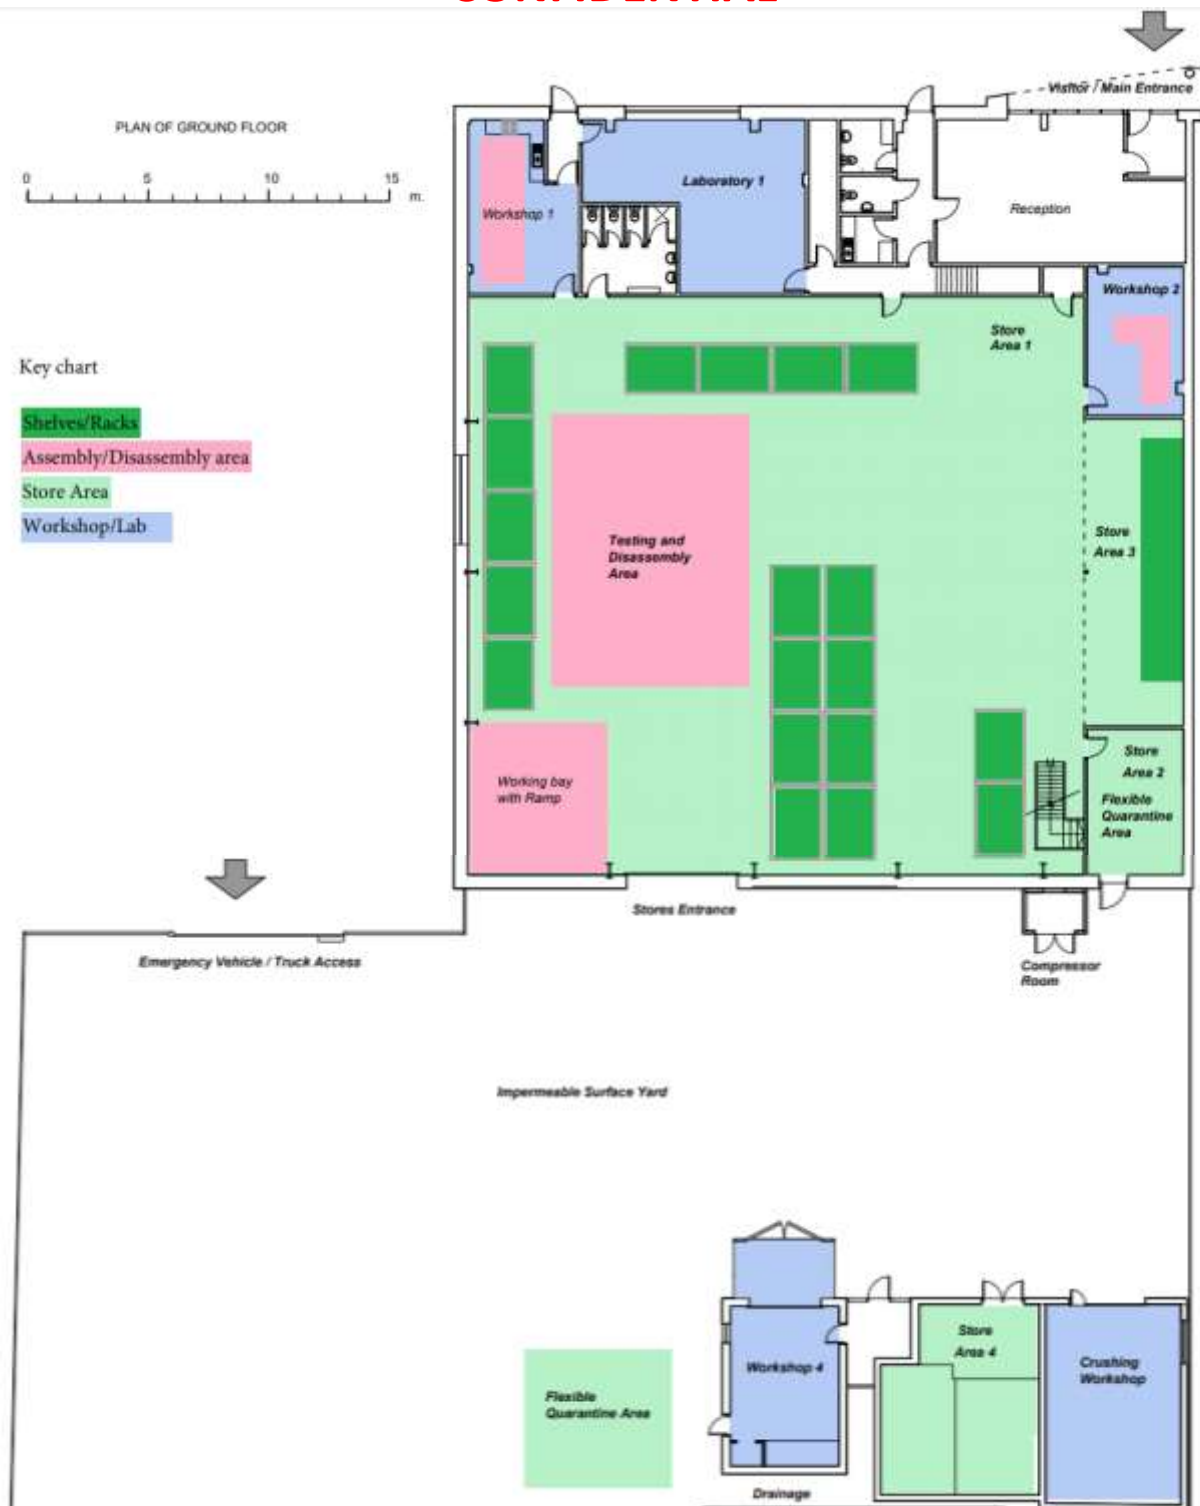 CONFIDENTIAL
Visitor / Main Entrance
PLAN OF GROUND FLOOR
0 5 10 15 m.
Laboratory 1
Workshop 1
Reception
Workshop 2
Store
Area 1
Key chart
Shelves/Racks
Assembly/Disassembly area
Store Area
Workshop/Lab
Testing and
Disassembly
Area
Store
Area 3
Working bay
with Ramp
Store
Area 2
Flexible
Quarantine
Area
Stores Entrance
Emergency Vehicle / Truck Access
Compressor
Room
Impermeable Surface Yard
Store
Area 4
Workshop 4
Crushing
Workshop
Flexible
Quarantine Area
Drainage